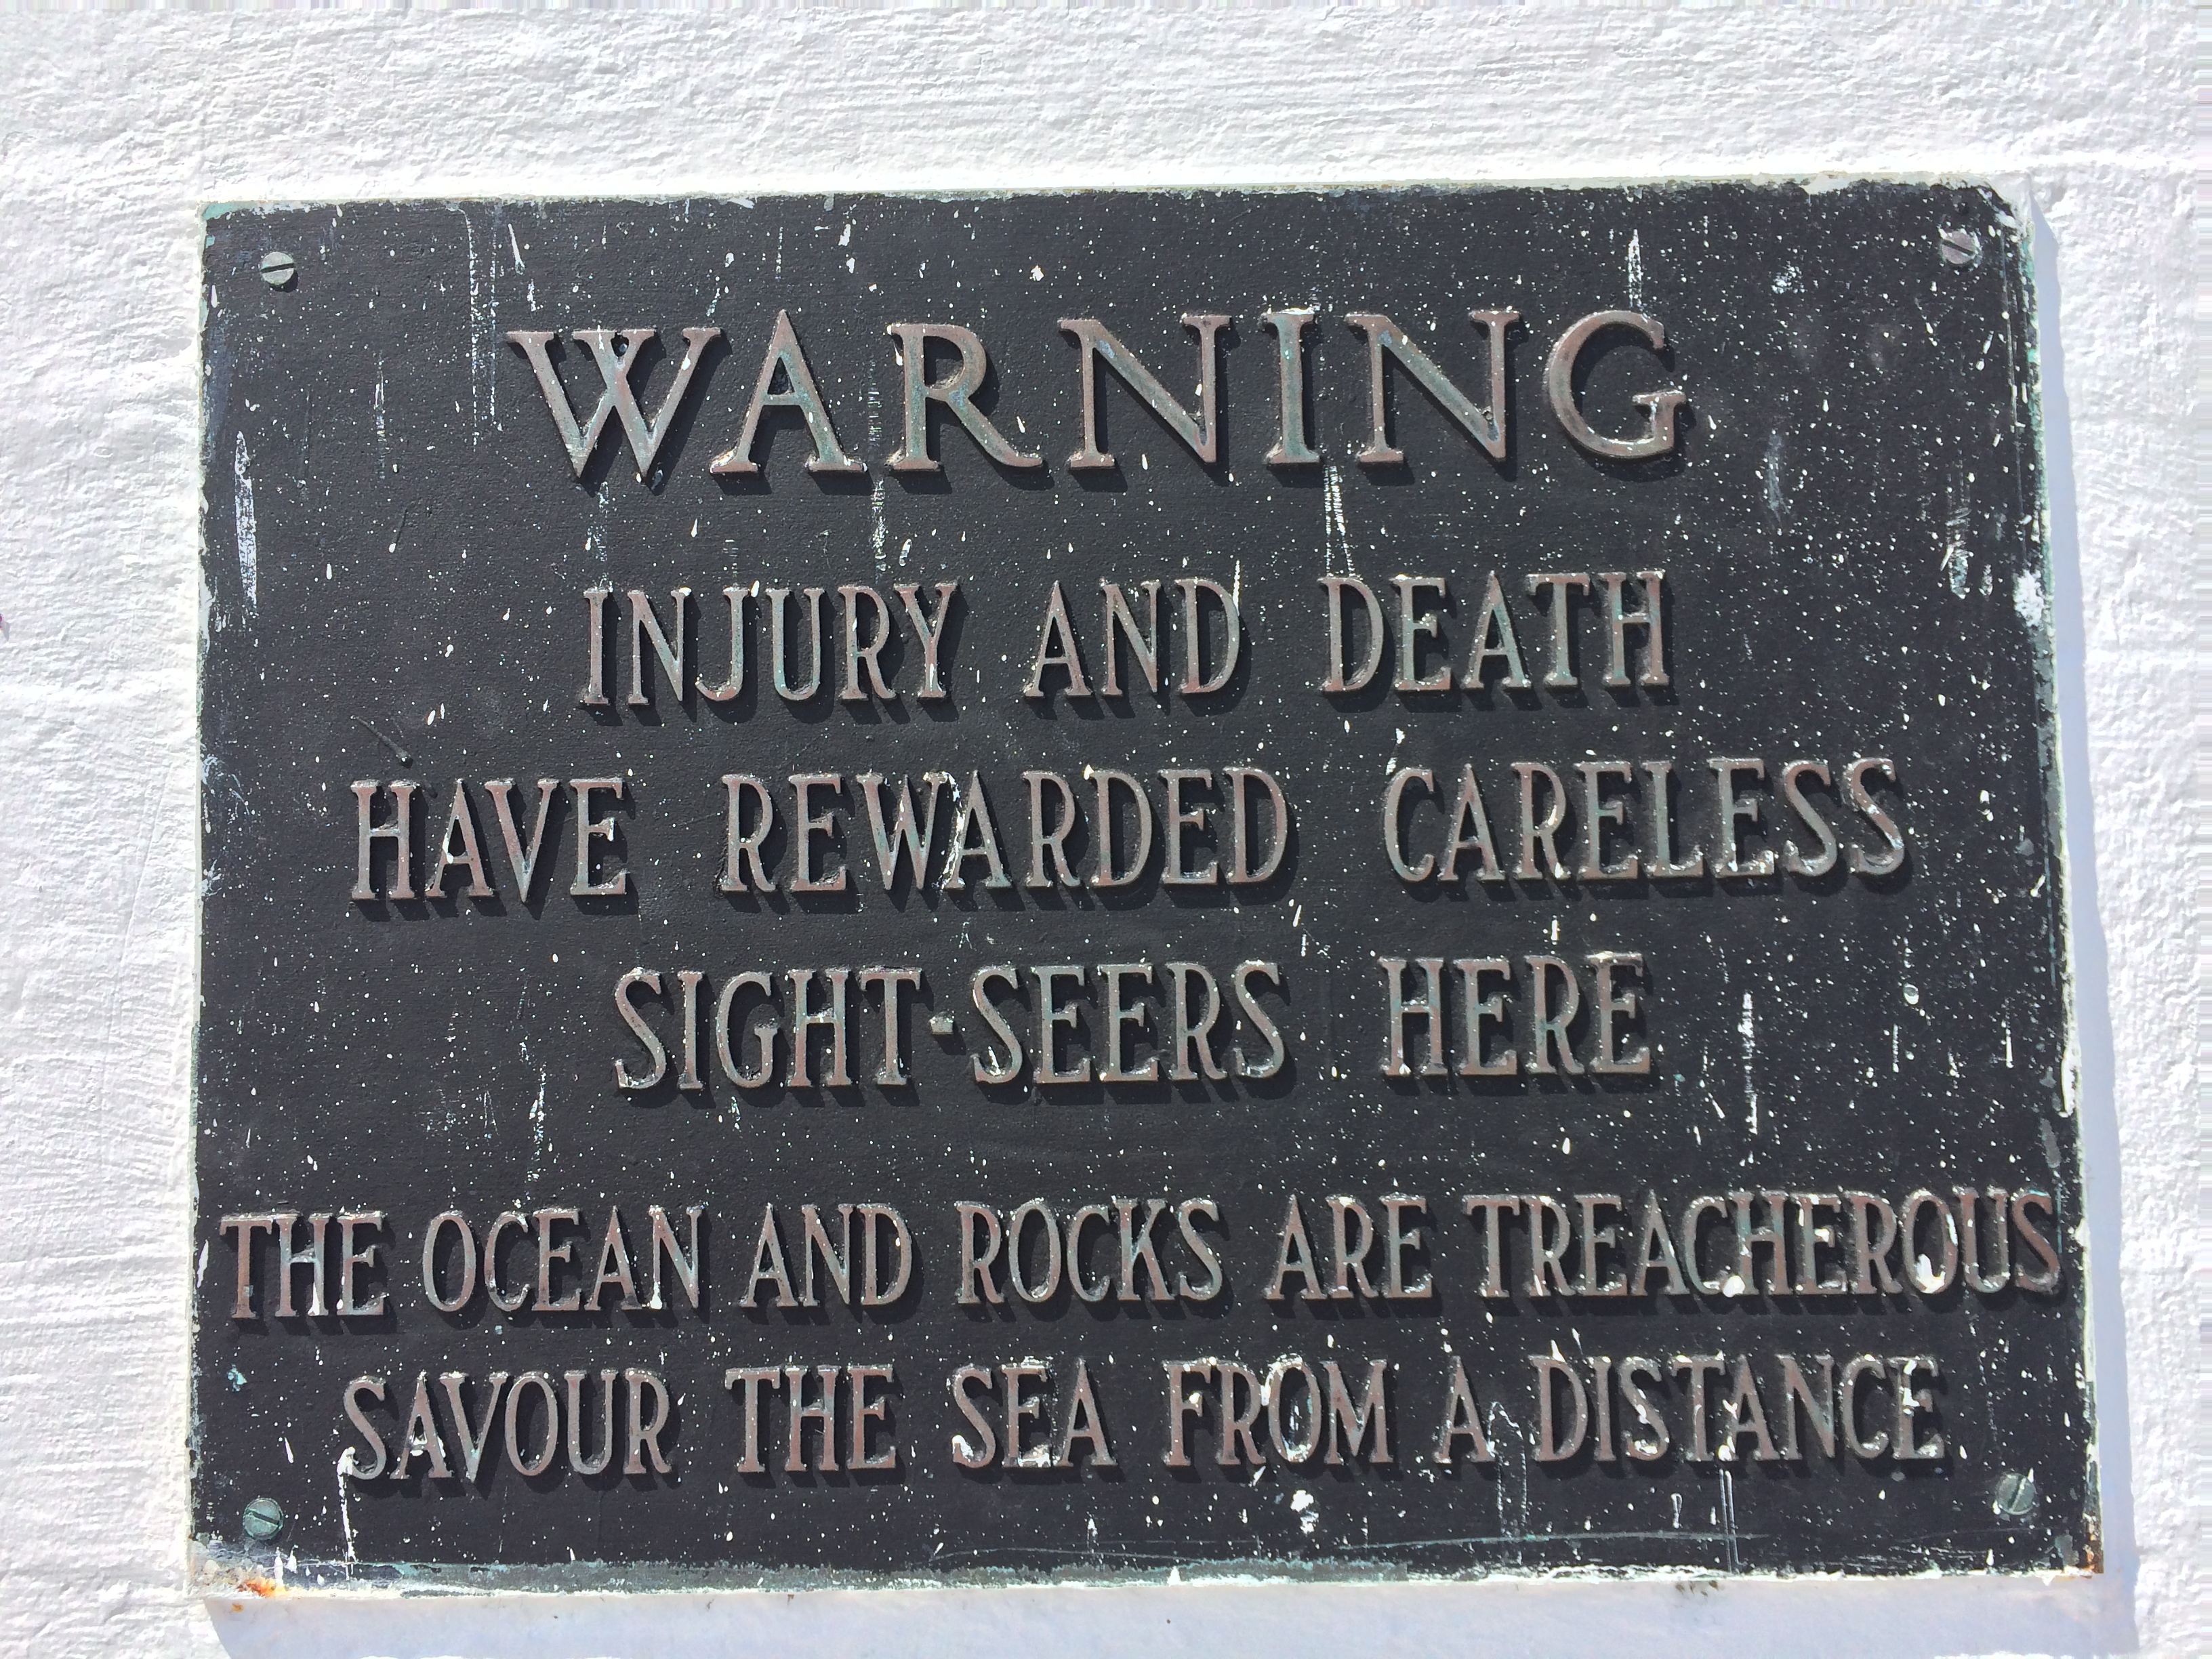 WARNING
INJURY AND DEATH
HAVE REWARDED CARELESS
SIGHT-SEERS HERE
THE OCEAN AND ROCKS ARE TREACHEROUS
SAVOUR THE SEA FROM A DISTANCE